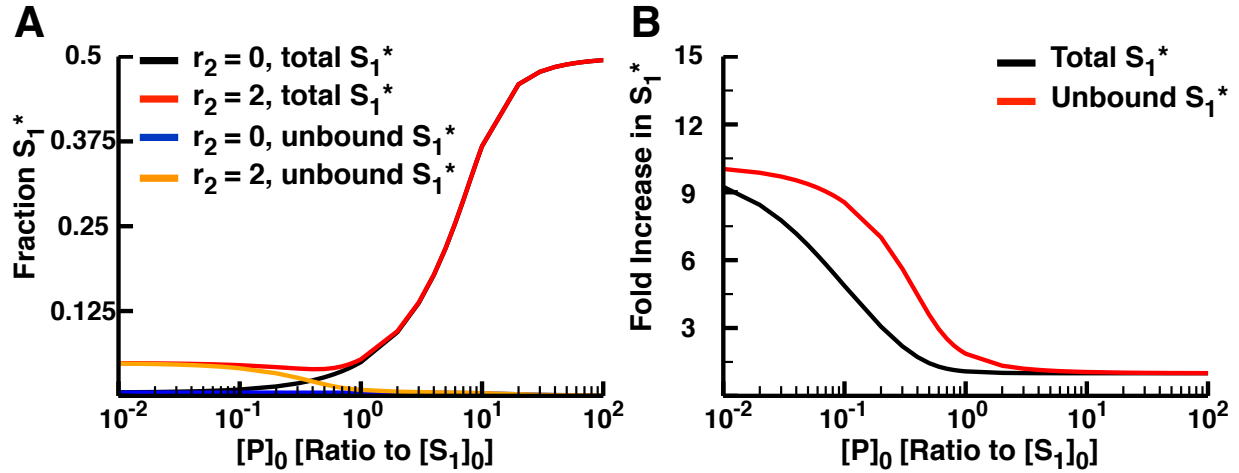 A
r₂ = 0, total S₁*
r₂ = 2, total S₁*
r₂ = 0, unbound S₁*
r₂ = 2, unbound S₁*
Fraction S₁*
0.5
0.375
0.25
0.125
10⁻² 10⁻¹ 10⁰ 10¹ 10²
[P]₀ [Ratio to [S₁]₀]
B
Total S₁*
Unbound S₁*
Fold Increase in S₁*
15
12
9
6
3
10⁻² 10⁻¹ 10⁰ 10¹ 10²
[P]₀ [Ratio to [S₁]₀]